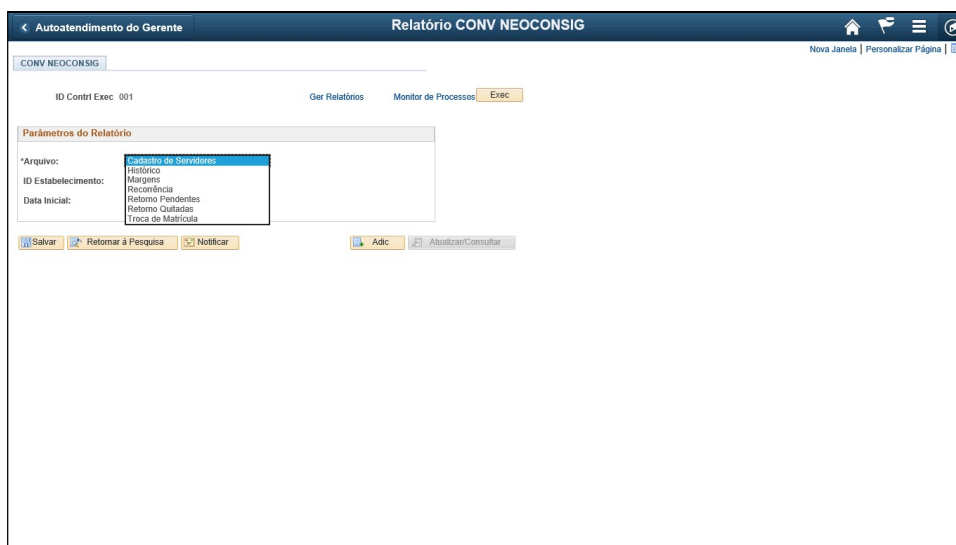 Autoatendimento do Gerente
Relatório CONV NEOCONSIG
Nova Janela | Personalizar Página |
CONV NEOCONSIG
ID Contrl Exec 001 Ger Relatórios Monitor de Processos Exec
Parâmetros do Relatório
*Arquivo:
Cadastro de Servidores
Histórico
Margens
Recorrência
Retorno Pendentes
Retorno Quitadas
Troca de Matrícula
ID Estabelecimento:
Data Inicial:
Salvar Retornar à Pesquisa Notificar Adic Atualizar/Consultar